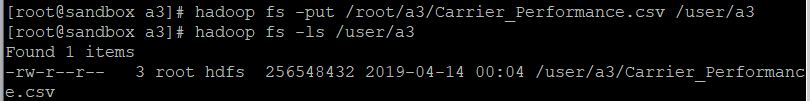 [root@sandbox a3]# hadoop fs -put /root/a3/Carrier_Performance.csv /user/a3
[root@sandbox a3]# hadoop fs -ls /user/a3
Found 1 items
-rw-r--r--   3 root hdfs  256548432 2019-04-14 00:04 /user/a3/Carrier_Performanc
e.csv